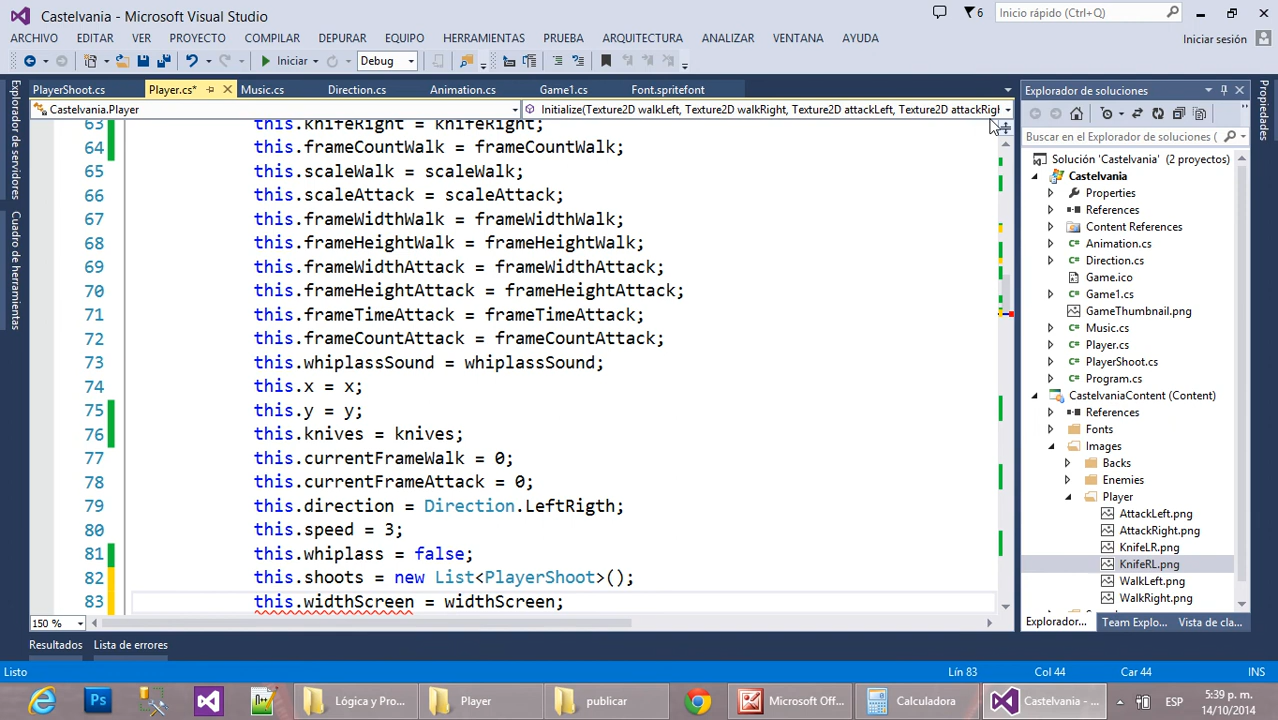 Castelvania - Microsoft Visual Studio
6
Inicio rápido (Ctrl+Q)
ARCHIVO EDITAR VER PROYECTO COMPILAR DEPURAR EQUIPO HERRAMIENTAS PRUEBA ARQUITECTURA ANALIZAR VENTANA AYUDA
Iniciar sesión
Iniciar Debug
PlayerShoot.cs Player.cs* Music.cs Direction.cs Animation.cs Game1.cs Font.spritefont
Castelvania.Player
Initialize(Texture2D walkLeft, Texture2D walkRight, Texture2D attackLeft, Texture2D attackRigh
Explorador de servidores
Cuadro de herramientas
63 this.knifeRight = knifeRight;
64 this.frameCountWalk = frameCountWalk;
65 this.scaleWalk = scaleWalk;
66 this.scaleAttack = scaleAttack;
67 this.frameWidthWalk = frameWidthWalk;
68 this.frameHeightWalk = frameHeightWalk;
69 this.frameWidthAttack = frameWidthAttack;
70 this.frameHeightAttack = frameHeightAttack;
71 this.frameTimeAttack = frameTimeAttack;
72 this.frameCountAttack = frameCountAttack;
73 this.whiplassSound = whiplassSound;
74 this.x = x;
75 this.y = y;
76 this.knives = knives;
77 this.currentFrameWalk = 0;
78 this.currentFrameAttack = 0;
79 this.direction = Direction.LeftRigth;
80 this.speed = 3;
81 this.whiplass = false;
82 this.shoots = new List<PlayerShoot>();
83 this.widthScreen = widthScreen;
150 %
Explorador de soluciones
Buscar en el Explorador de soluciones (
Solución 'Castelvania' (2 proyectos)
Castelvania
Properties
References
Content References
Animation.cs
Direction.cs
Game.ico
Game1.cs
GameThumbnail.png
Music.cs
Player.cs
PlayerShoot.cs
Program.cs
CastelvaniaContent (Content)
References
Fonts
Images
Backs
Enemies
Player
AttackLeft.png
AttackRight.png
KnifeLR.png
KnifeRL.png
WalkLeft.png
WalkRight.png
Explorador... Team Explo... Vista de cla...
Propiedades
Resultados Lista de errores
Listo Lín 83 Col 44 Car 44 INS
Lógica y Pro... Player publicar Microsoft Off... Calculadora Castelvania - ... ESP 5:39 p. m.
14/10/2014